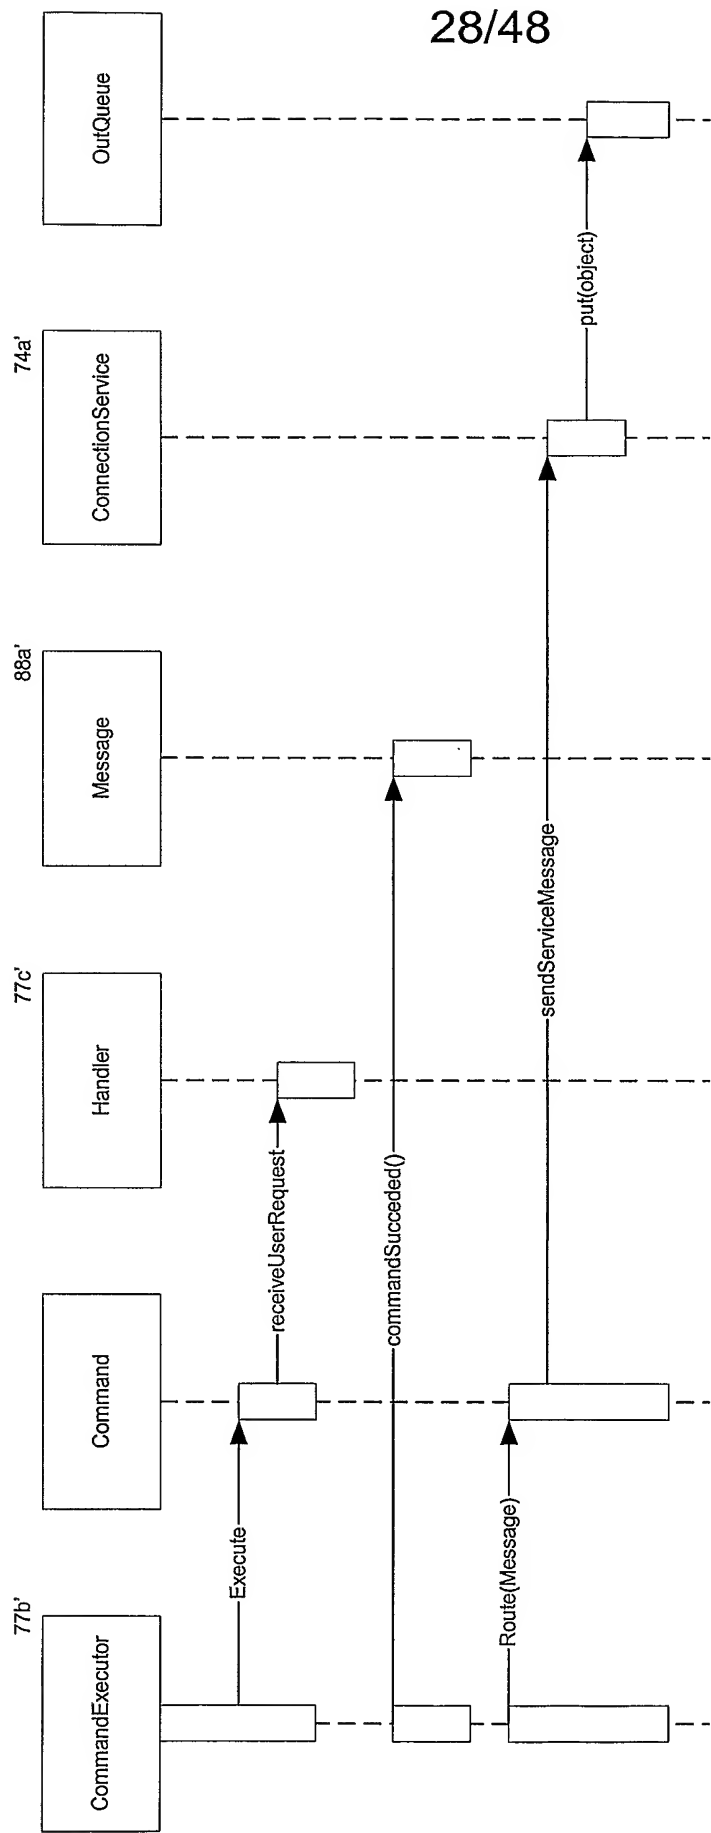 28/48
77b'
77c'
88a'
74a'
CommandExecutor
Command
Handler
Message
ConnectionService
OutQueue
Execute
receiveUserRequest
commandSucceded()
Route(Message)
sendServiceMessage
put(object)